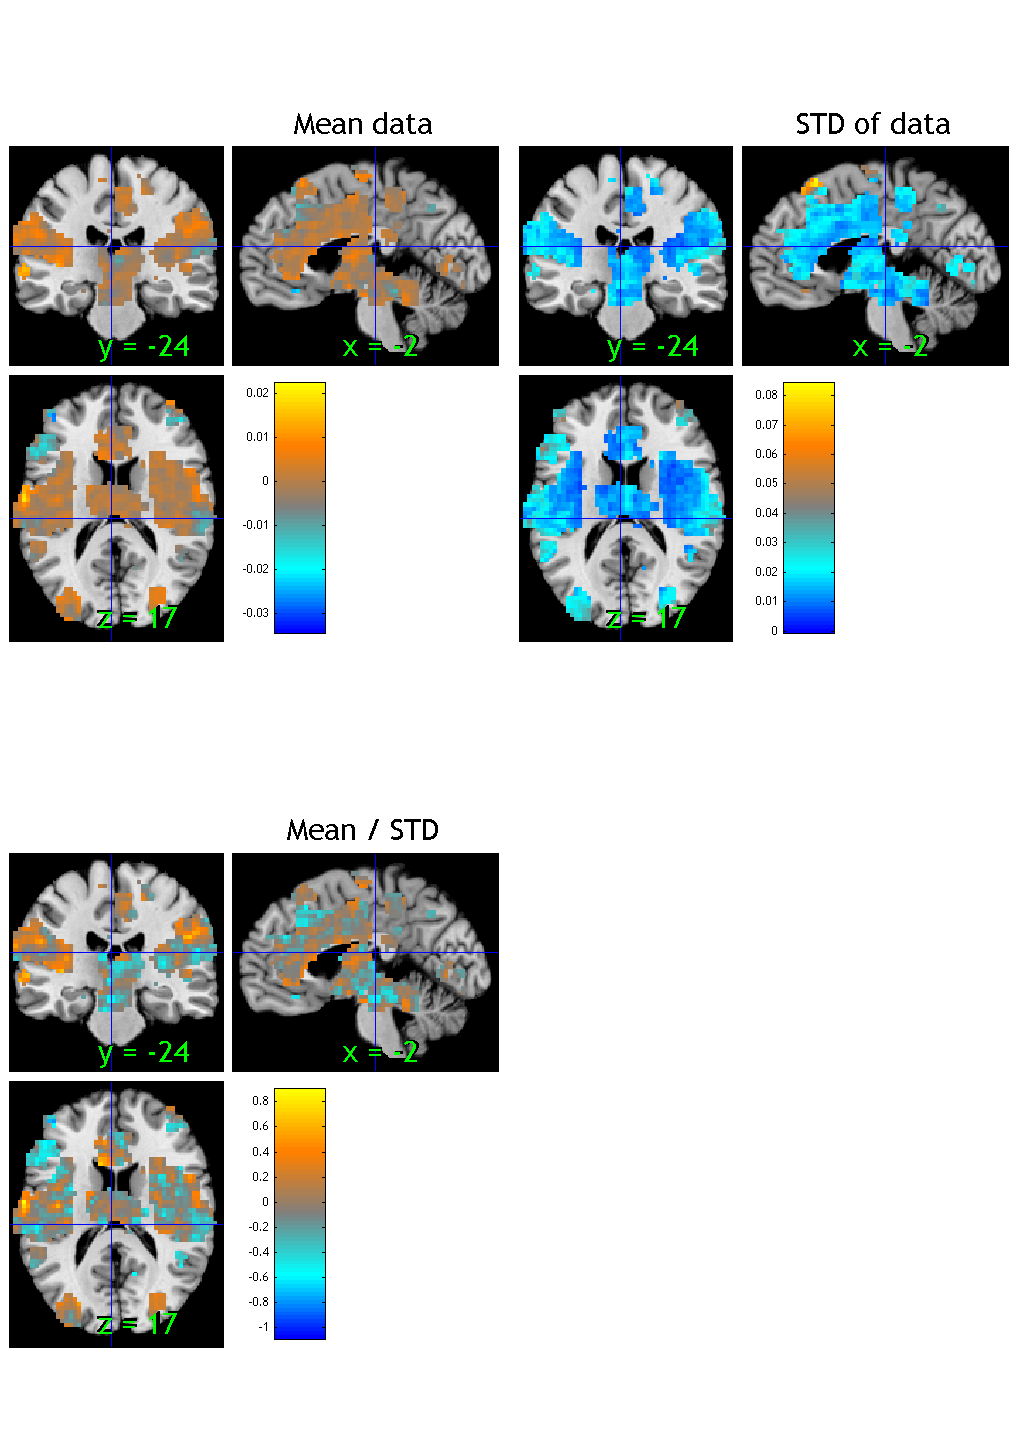 Mean data
STD of data
y = -24
x = -2
y = -24
x = -2
z = 17
0.02
0.01
0
-0.01
-0.02
-0.03
z = 17
0.08
0.07
0.06
0.05
0.04
0.03
0.02
0.01
0
Mean / STD
y = -24
x = -2
z = 17
0.8
0.6
0.4
0.2
0
-0.2
-0.4
-0.6
-0.8
-1